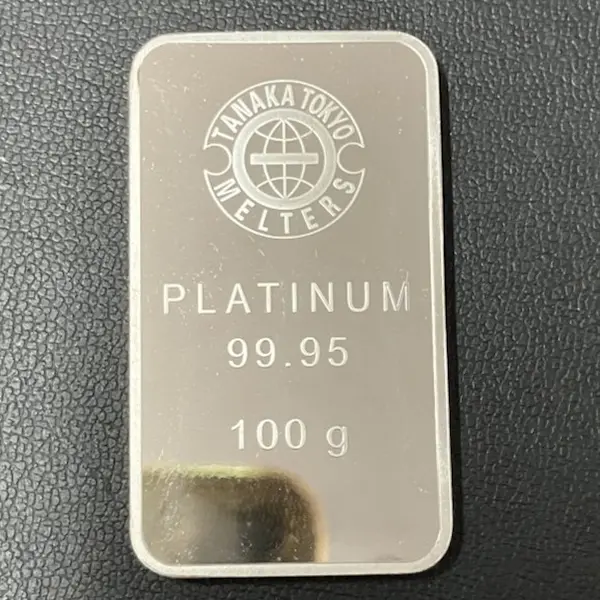 TANAKA TOKYO
MELTERS
PLATINUM
99.95
100 g